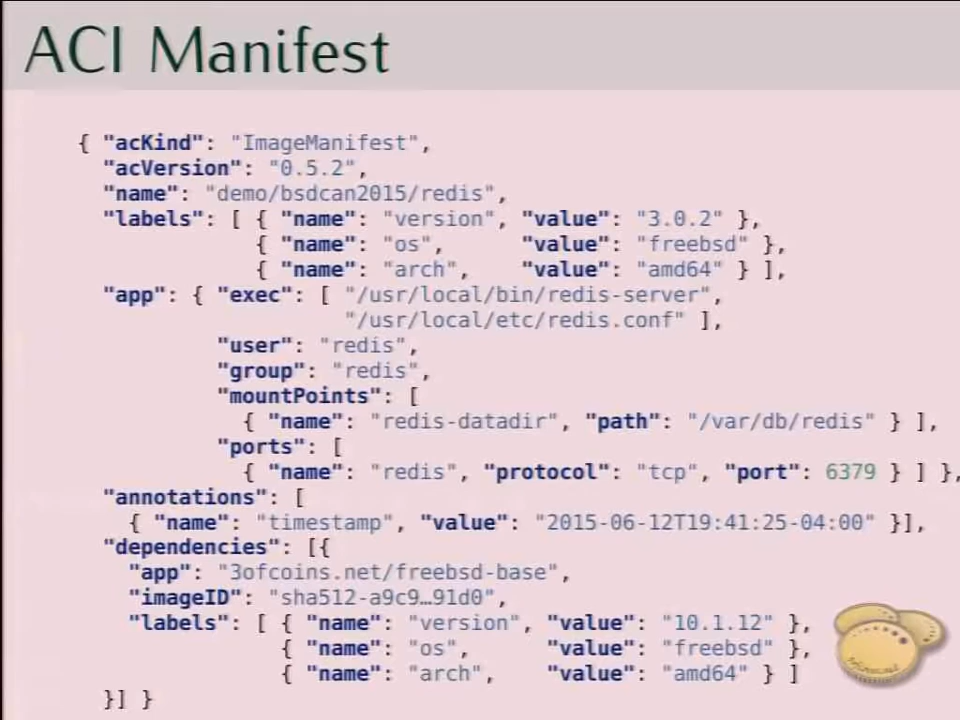 ACI Manifest
{ "acKind": "ImageManifest",
"acVersion": "0.5.2",
"name": "demo/bsdcan2015/redis",
"labels": [ { "name": "version", "value": "3.0.2" },
{ "name": "os", "value": "freebsd" },
{ "name": "arch", "value": "amd64" } ],
"app": { "exec": [ "/usr/local/bin/redis-server",
"/usr/local/etc/redis.conf" ],
"user": "redis",
"group": "redis",
"mountPoints": [
{ "name": "redis-datadir", "path": "/var/db/redis" } ],
"ports": [
{ "name": "redis", "protocol": "tcp", "port": 6379 } ] },
"annotations": [
{ "name": "timestamp", "value": "2015-06-12T19:41:25-04:00" }],
"dependencies": [{
"app": "3ofcoins.net/freebsd-base",
"imageID": "sha512-a9c9…91d0",
"labels": [ { "name": "version", "value": "10.1.12" },
{ "name": "os", "value": "freebsd" },
{ "name": "arch", "value": "amd64" } ]
}] }